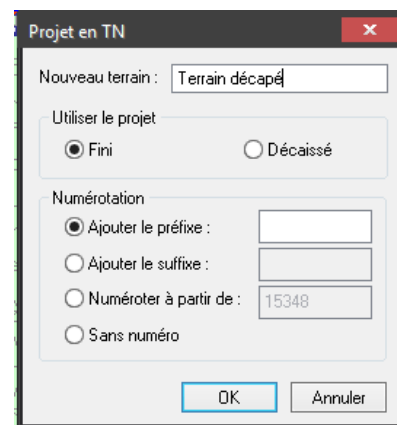 Projet en TN
Nouveau terrain : Terrain décapé
Utiliser le projet
Fini Décaissé
Numérotation
Ajouter le préfixe :
Ajouter le suffixe :
Numéroter à partir de : 15348
Sans numéro
OK Annuler